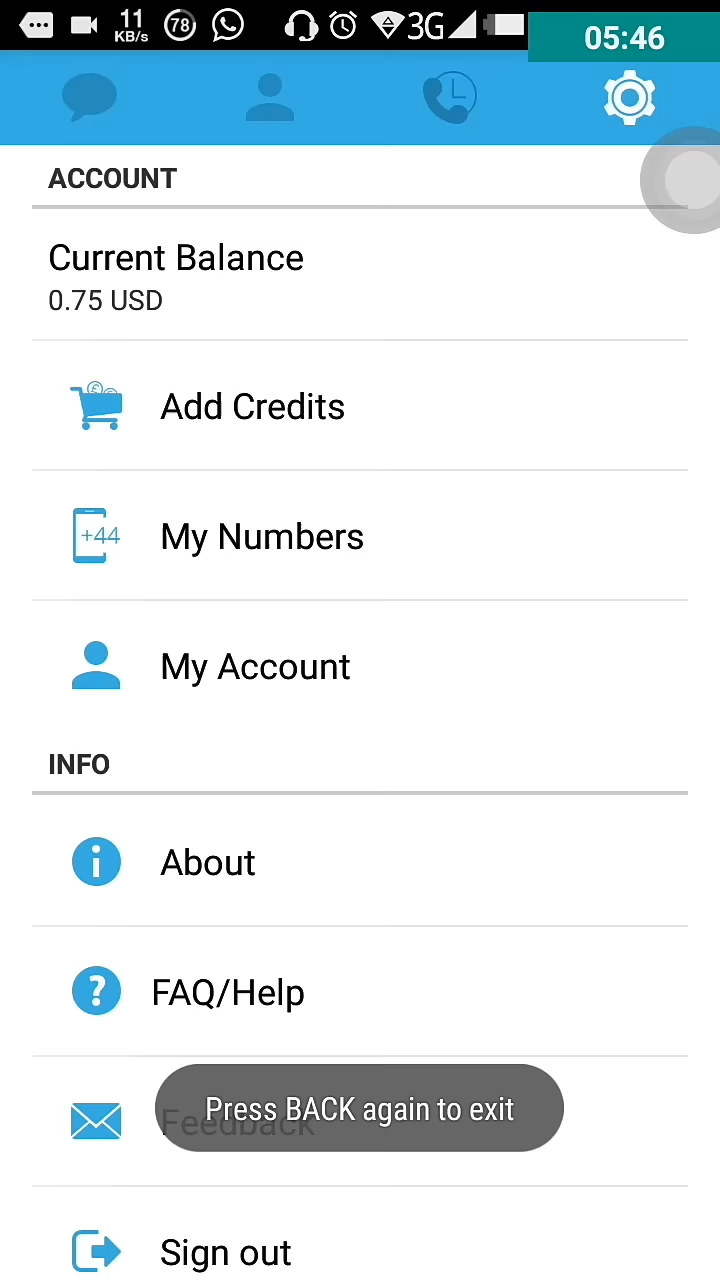 11
KB/s
78
3G
05:46
ACCOUNT
Current Balance
0.75 USD
Add Credits
+44
My Numbers
My Account
INFO
i
About
?
FAQ/Help
Press BACK again to exit
Feedback
Sign out